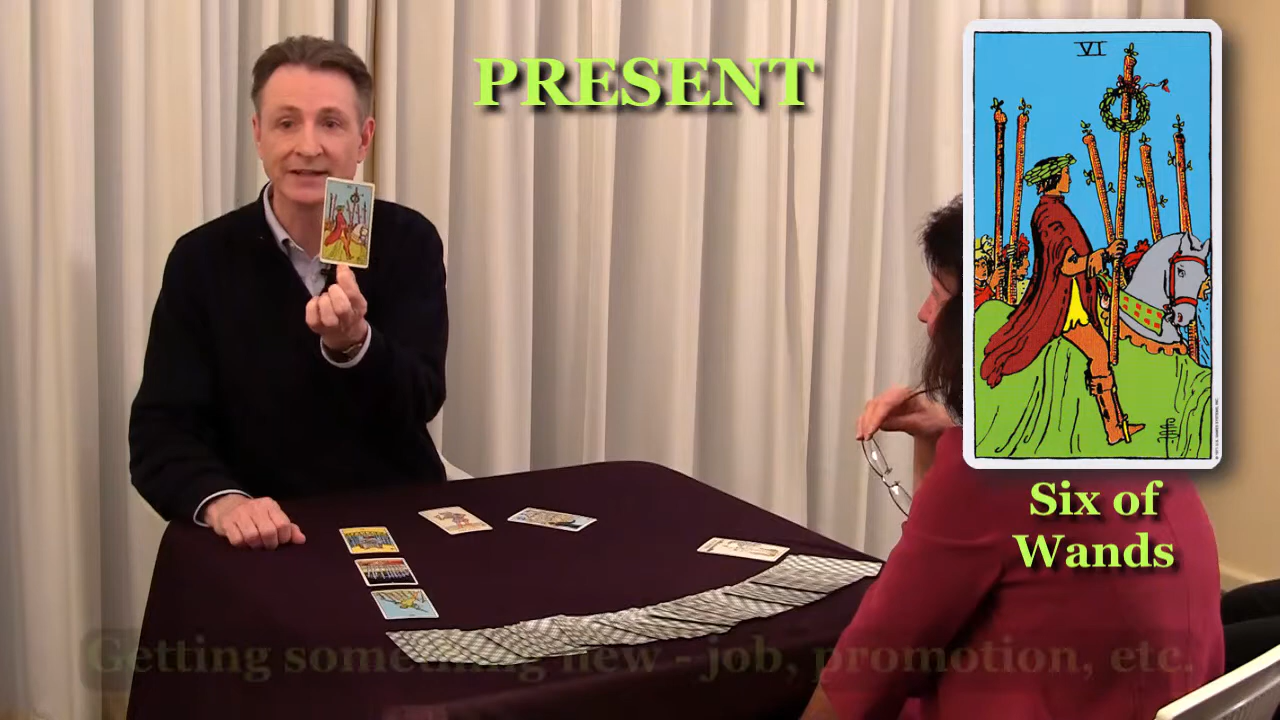 PRESENT
VI
Six of
Wands
Getting something new - job, promotion, etc.